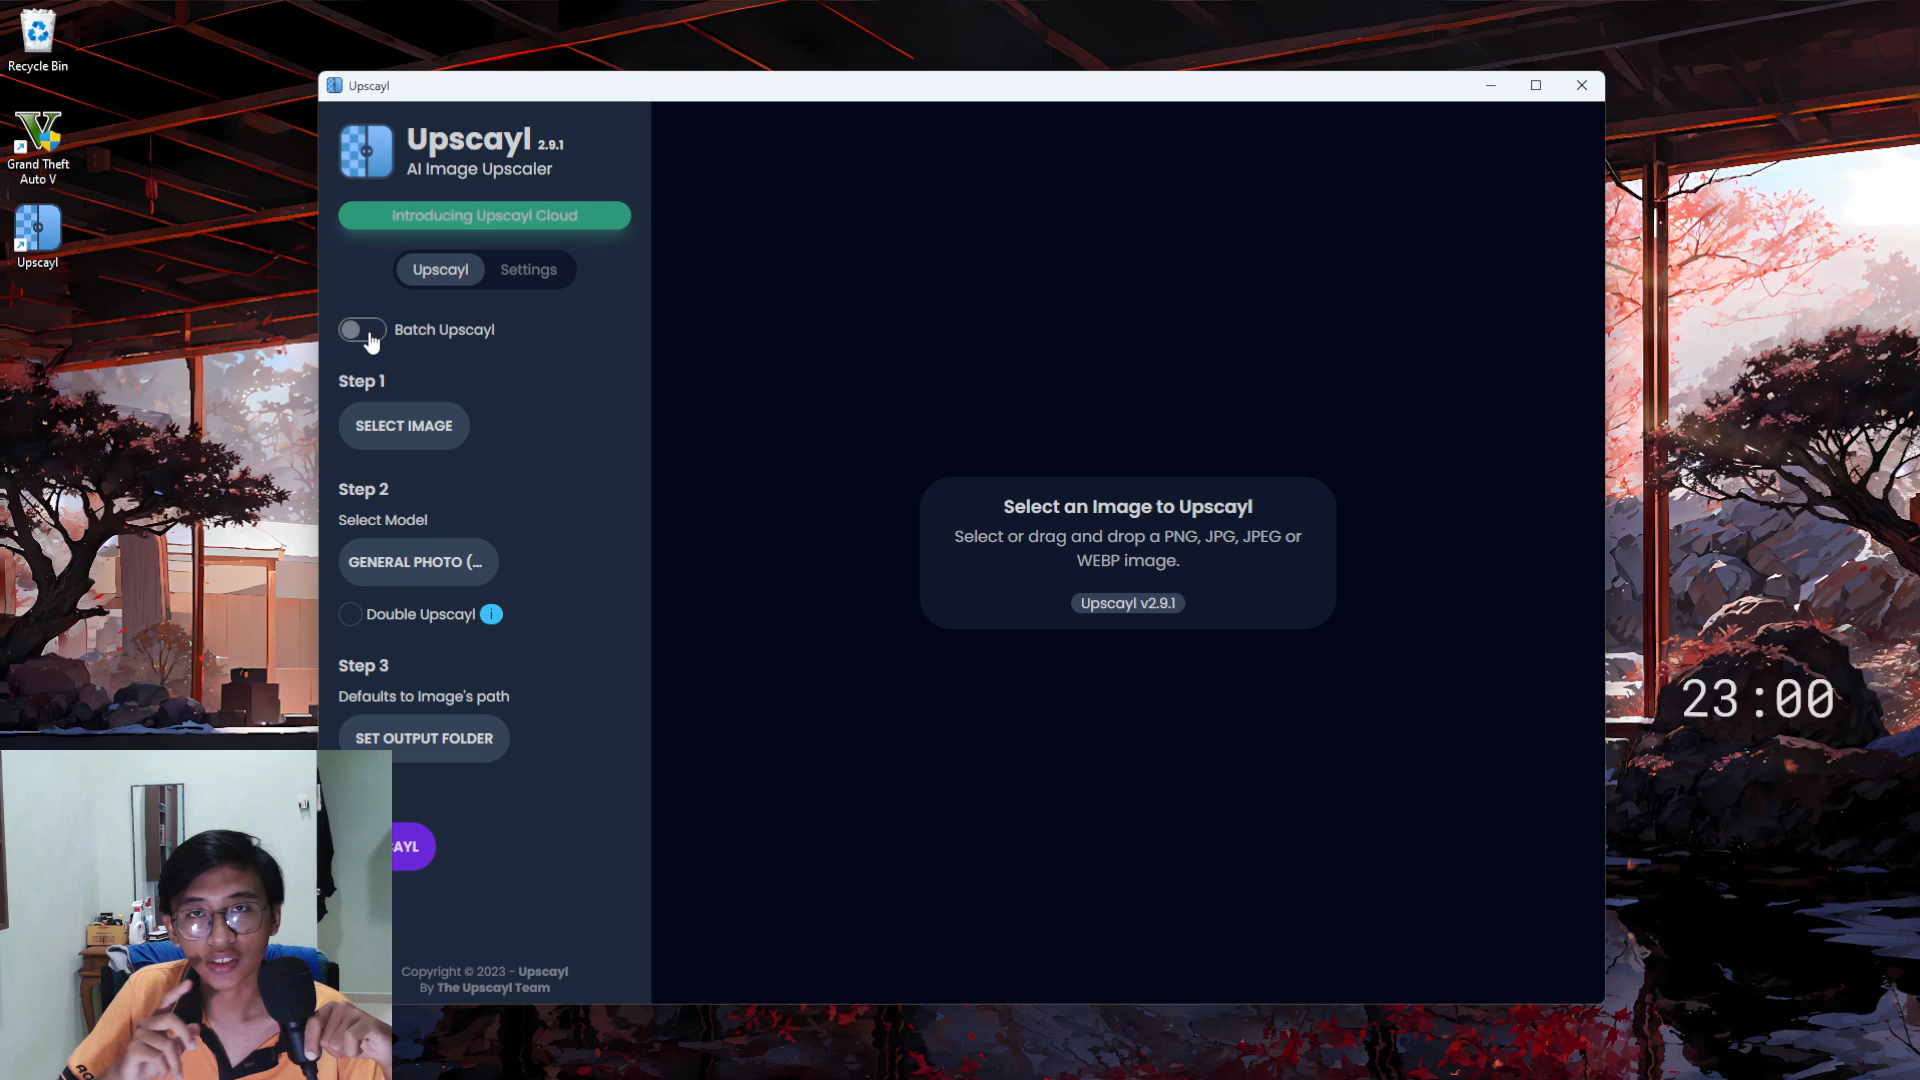 Recycle Bin
Grand Theft
Auto V
Upscayl
Upscayl
Upscayl 2.9.1
AI Image Upscaler
Introducing Upscayl Cloud
Upscayl Settings
Batch Upscayl
Step 1
SELECT IMAGE
Step 2
Select Model
GENERAL PHOTO (...
Double Upscayl i
Step 3
Defaults to Image's path
SET OUTPUT FOLDER
AYL
Copyright © 2023 - Upscayl
By The Upscayl Team
Select an Image to Upscayl
Select or drag and drop a PNG, JPG, JPEG or
WEBP image.
Upscayl v2.9.1
23:00